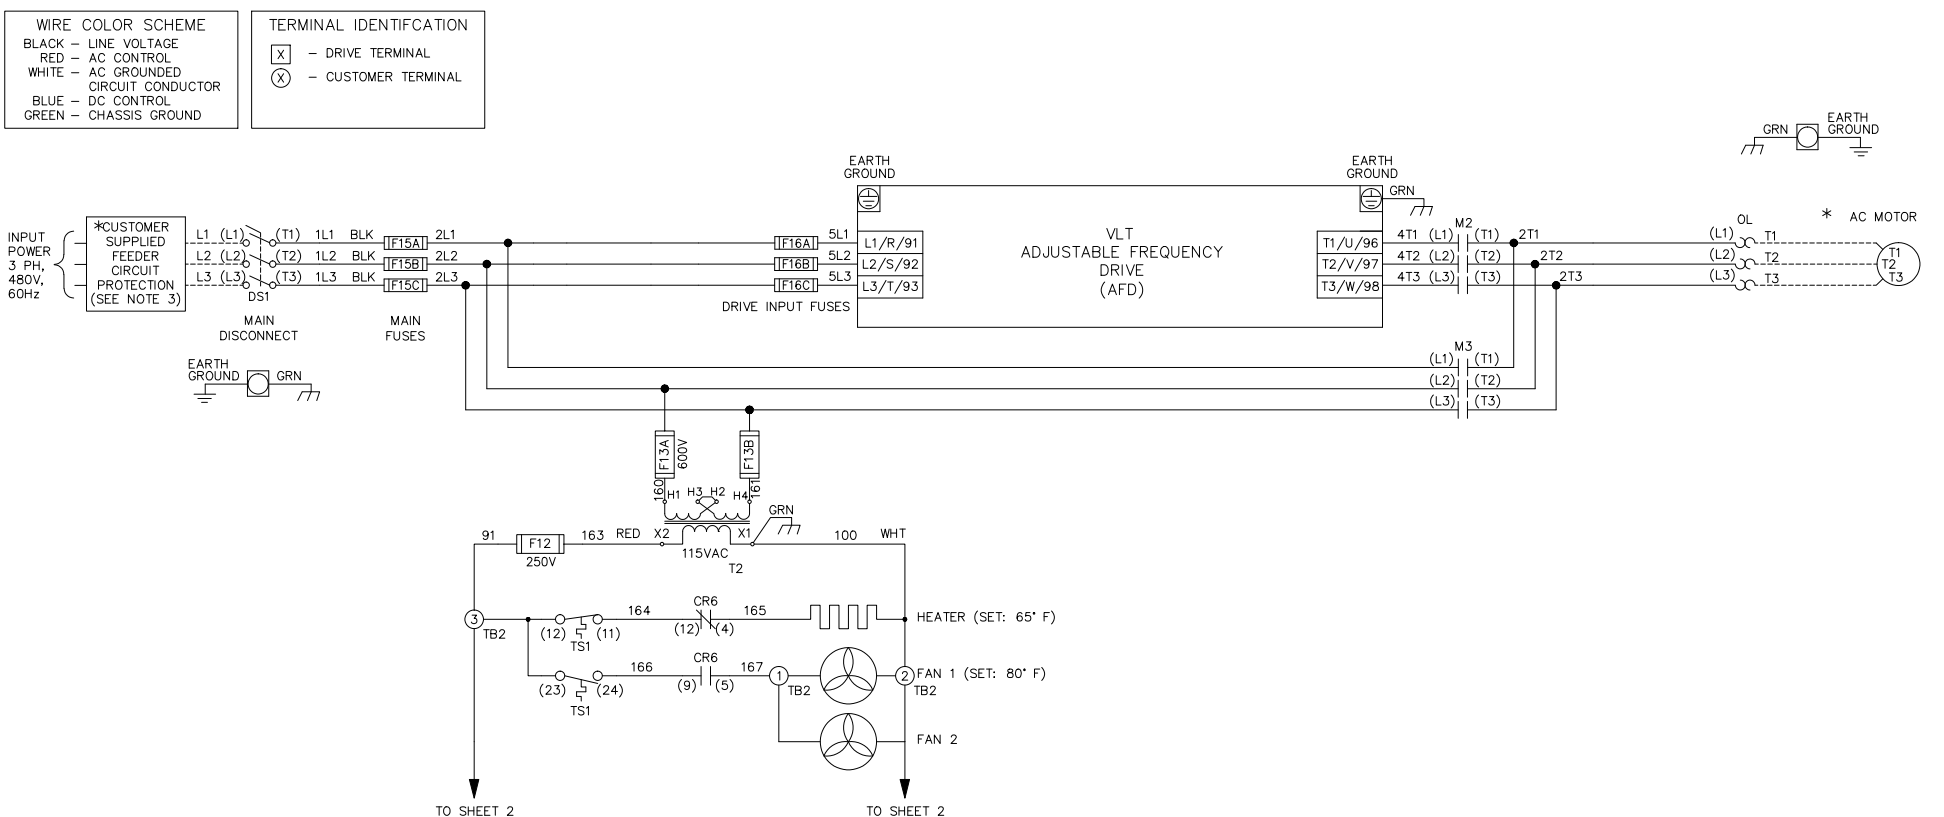 WIRE COLOR SCHEME
BLACK – LINE VOLTAGE
RED – AC CONTROL
WHITE – AC GROUNDED
CIRCUIT CONDUCTOR
BLUE – DC CONTROL
GREEN – CHASSIS GROUND
TERMINAL IDENTIFCATION
X – DRIVE TERMINAL
X – CUSTOMER TERMINAL
GRN
EARTH
GROUND
INPUT
POWER
3 PH,
480V,
60Hz
*CUSTOMER
SUPPLIED
FEEDER
CIRCUIT
PROTECTION
(SEE NOTE 3)
L1 (L1) (T1) 1L1 BLK F15A 2L1
L2 (L2) (T2) 1L2 BLK F15B 2L2
L3 (L3) (T3) 1L3 BLK F15C 2L3
DS1
MAIN
DISCONNECT
MAIN
FUSES
EARTH
GROUND
GRN
F16A 5L1 L1/R/91
F16B 5L2 L2/S/92
F16C 5L3 L3/T/93
DRIVE INPUT FUSES
EARTH
GROUND
VLT
ADJUSTABLE FREQUENCY
DRIVE
(AFD)
EARTH
GROUND
GRN
M2
T1/U/96 4T1 (L1) (T1) 2T1
T2/V/97 4T2 (L2) (T2) 2T2
T3/W/98 4T3 (L3) (T3) 2T3
OL
(L1) T1
(L2) T2
(L3) T3
* AC MOTOR
T1
T2
T3
M3
(L1) (T1)
(L2) (T2)
(L3) (T3)
F13A
600V
F13B
160
161
H1 H3 H2 H4
GRN
91 F12 163 RED X2 X1 100 WHT
250V
115VAC
T2
3
TB2
(12) (11)
TS1
164
CR6
(12) (4)
165
HEATER (SET: 65° F)
(23) (24)
TS1
166
CR6
(9) (5)
167
1
TB2
2
TB2
FAN 1 (SET: 80° F)
FAN 2
TO SHEET 2
TO SHEET 2